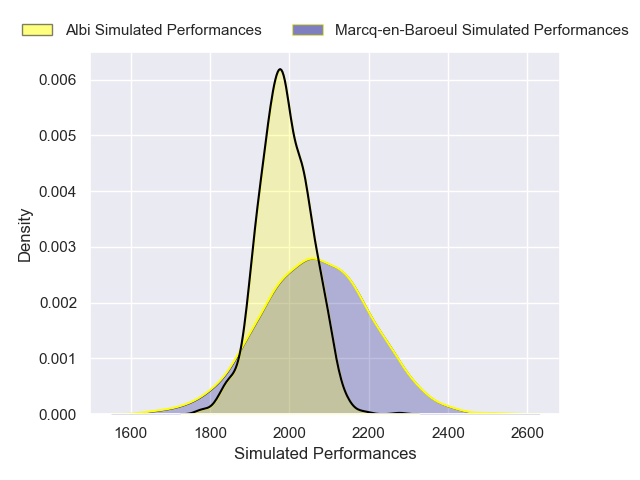 Albi Simulated Performances
Marcq-en-Baroeul Simulated Performances
0.006
0.005
0.004
0.003
0.002
0.001
0.000
Density
1600 1800 2000 2200 2400 2600
Simulated Performances